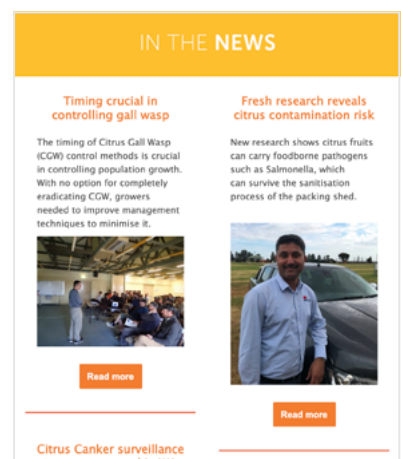 IN THE NEWS
Timing crucial in
controlling gall wasp
The timing of Citrus Gall Wasp
(CGW) control methods is crucial
in controlling population growth.
With no option for completely
eradicating CGW, growers
needed to improve management
techniques to minimise it.
Read more
Citrus Canker surveillance
Fresh research reveals
citrus contamination risk
New research shows citrus fruits
can carry foodborne pathogens
such as Salmonella, which
can survive the sanitisation
process of the packing shed.
Read more